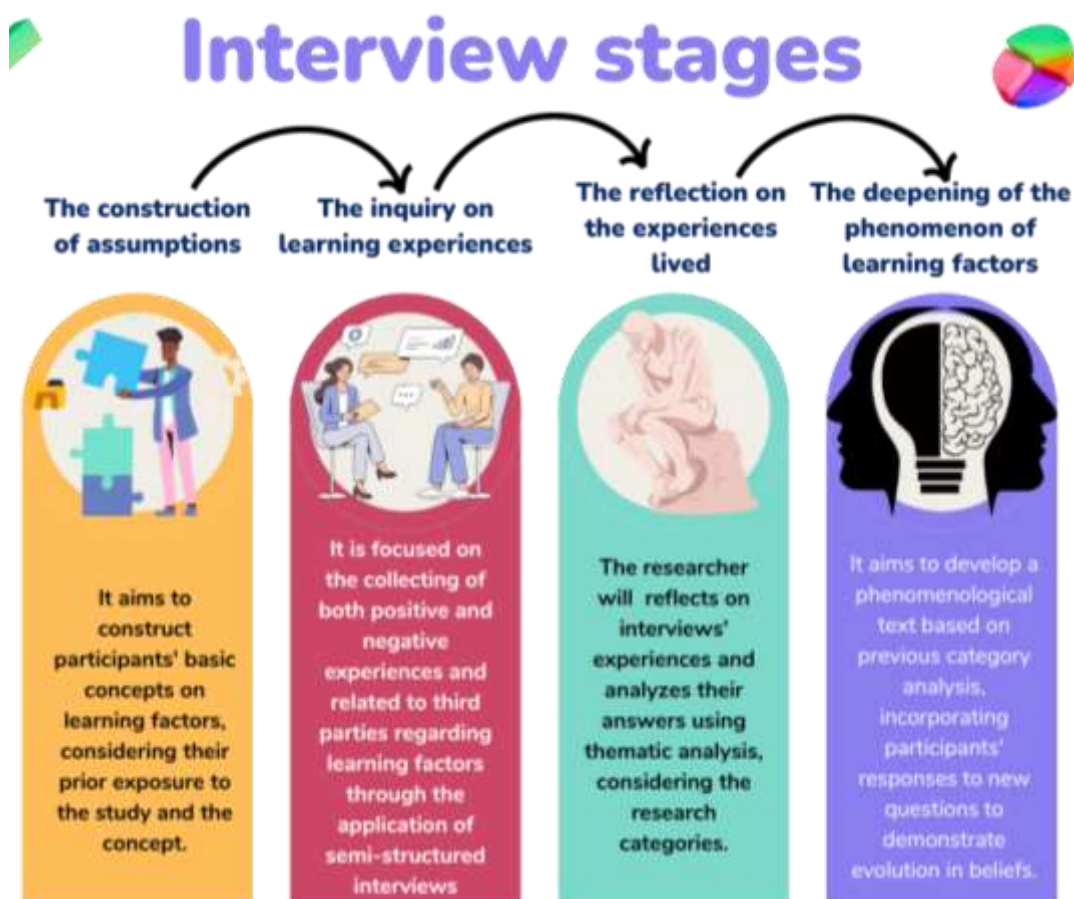 Interview stages
The construction
of assumptions
The inquiry on
learning experiences
The reflection on
the experiences
lived
The deepening of the
phenomenon of
learning factors
It aims to
construct
participants' basic
concepts on
learning factors,
considering their
prior exposure to
the study and the
concept.
It is focused on
the collecting of
both positive and
negative
experiences and
related to third
parties regarding
learning factors
through the
application of
semi-structured
interviews
The researcher
will reflects on
interviews'
experiences and
analyzes their
answers using
thematic analysis,
considering the
research
categories.
It aims to develop a
phenomenological
text based on
previous category
analysis,
incorporating
participants'
responses to new
questions to
demonstrate
evolution in beliefs.